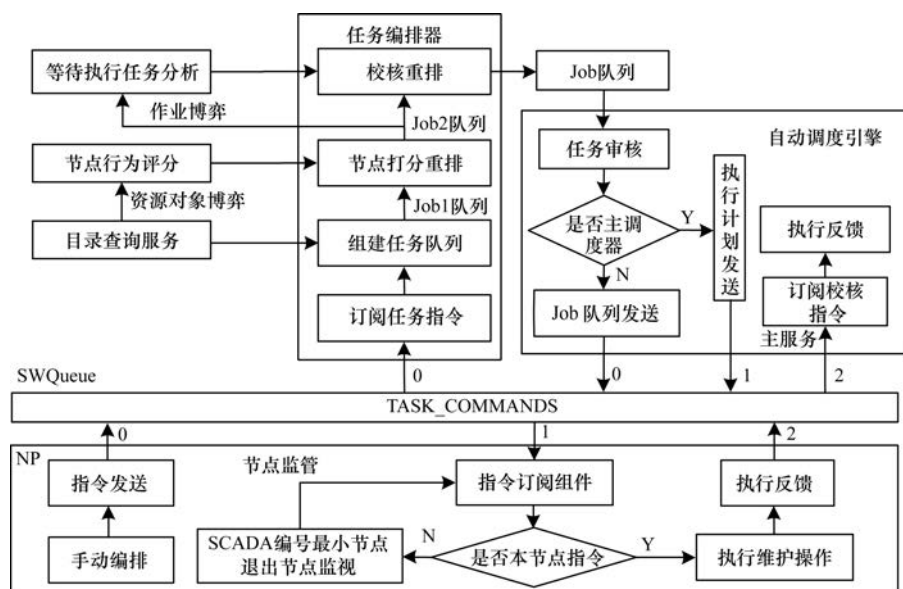 任务编排器
等待执行任务分析
校核重排
Job队列
作业博弈
Job2队列
自动调度引擎
任务审核
节点行为评分
节点打分重排
执行计划发送
资源对象博弈
Job1队列
是否主调
度器
Y
目录查询服务
组建任务队列
执行反馈
N
订阅任务指令
Job 队列发送
订阅校核
指令
主服务
SWQueue
0
0
1
2
TASK_COMMANDS
0
1
2
NP
节点监管
指令发送
指令订阅组件
执行反馈
手动编排
SCADA编号最小节点
退出节点监视
N
是否本节点指令
Y
执行维护操作